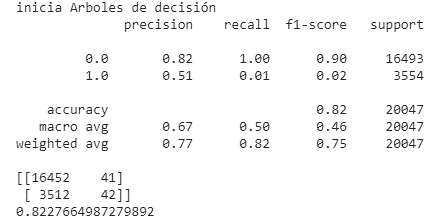 inicia Arboles de decisión
precision recall f1-score support
0.0 0.82 1.00 0.90 16493
1.0 0.51 0.01 0.02 3554
accuracy 0.82 20047
macro avg 0.67 0.50 0.46 20047
weighted avg 0.77 0.82 0.75 20047
[[16452 41]
[ 3512 42]]
0.8227664987279892